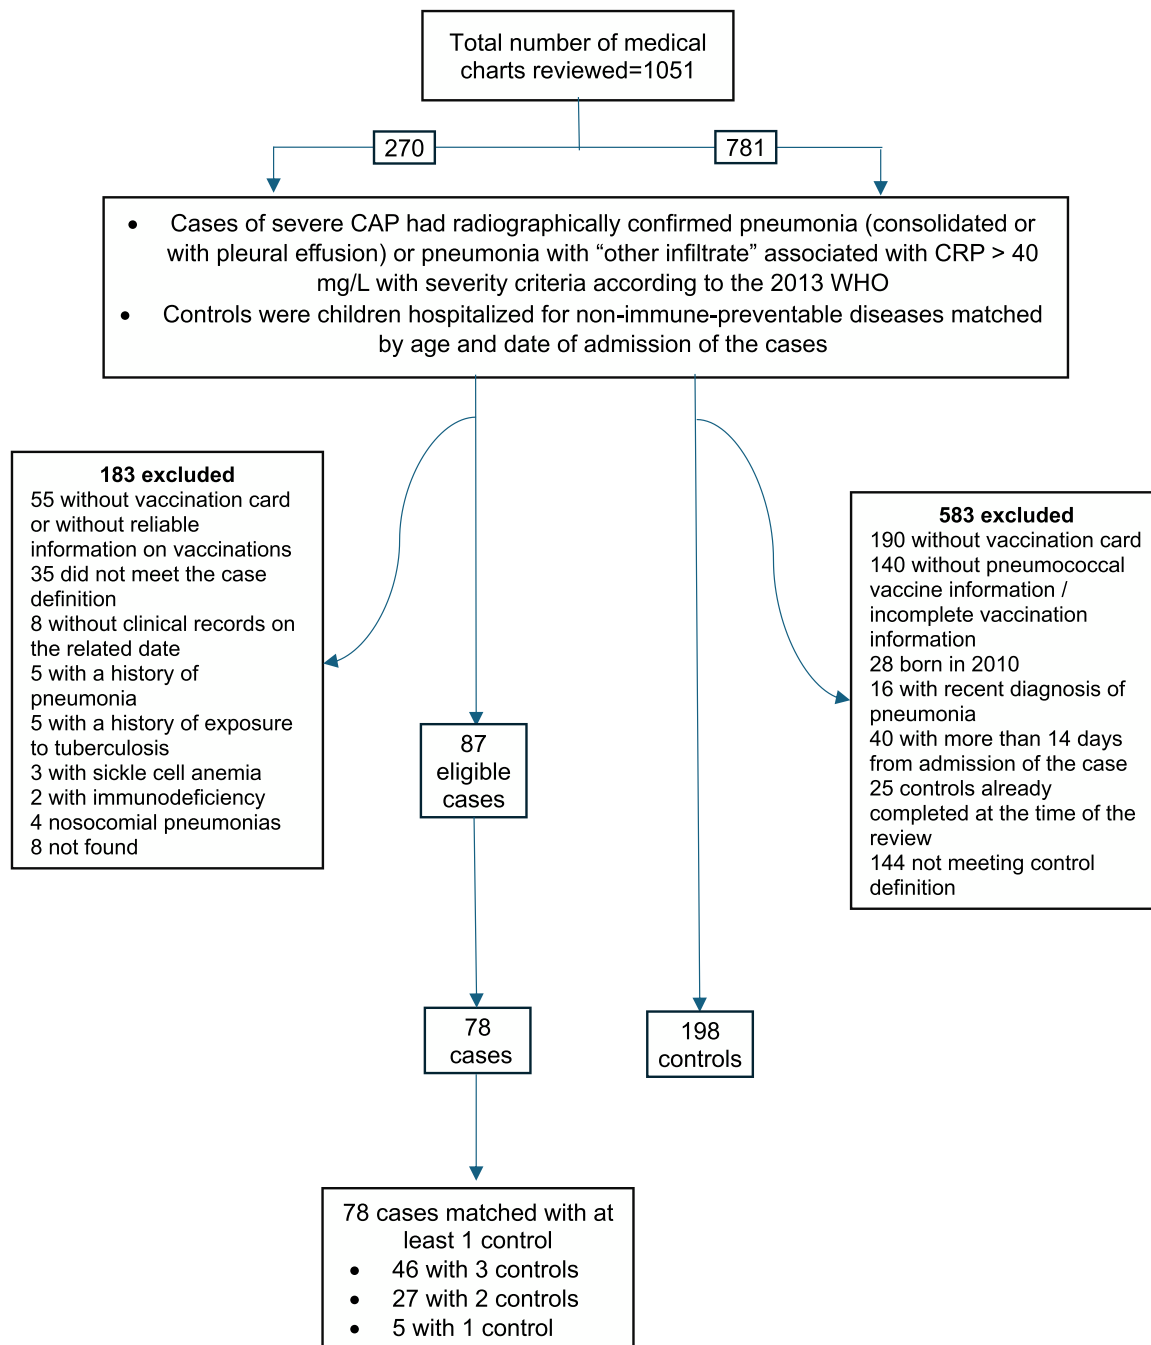 Total number of medical
charts reviewed=1051
270
781
• Cases of severe CAP had radiographically confirmed pneumonia (consolidated or
with pleural effusion) or pneumonia with “other infiltrate” associated with CRP > 40
mg/L with severity criteria according to the 2013 WHO
• Controls were children hospitalized for non-immune-preventable diseases matched
by age and date of admission of the cases
183 excluded
55 without vaccination card
or without reliable
information on vaccinations
35 did not meet the case
definition
8 without clinical records on
the related date
5 with a history of
pneumonia
5 with a history of exposure
to tuberculosis
3 with sickle cell anemia
2 with immunodeficiency
4 nosocomial pneumonias
8 not found
583 excluded
190 without vaccination card
140 without pneumococcal
vaccine information /
incomplete vaccination
information
28 born in 2010
16 with recent diagnosis of
pneumonia
40 with more than 14 days
from admission of the case
25 controls already
completed at the time of the
review
144 not meeting control
definition
87
eligible
cases
78
cases
198
controls
78 cases matched with at
least 1 control
• 46 with 3 controls
• 27 with 2 controls
• 5 with 1 control